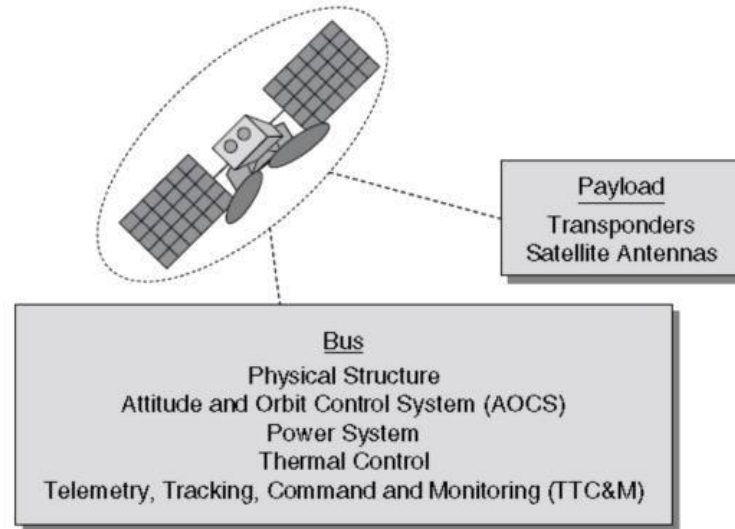 Payload
Transponders
Satellite Antennas
Bus
Physical Structure
Attitude and Orbit Control System (AOCS)
Power System
Thermal Control
Telemetry, Tracking, Command and Monitoring (TTC&M)